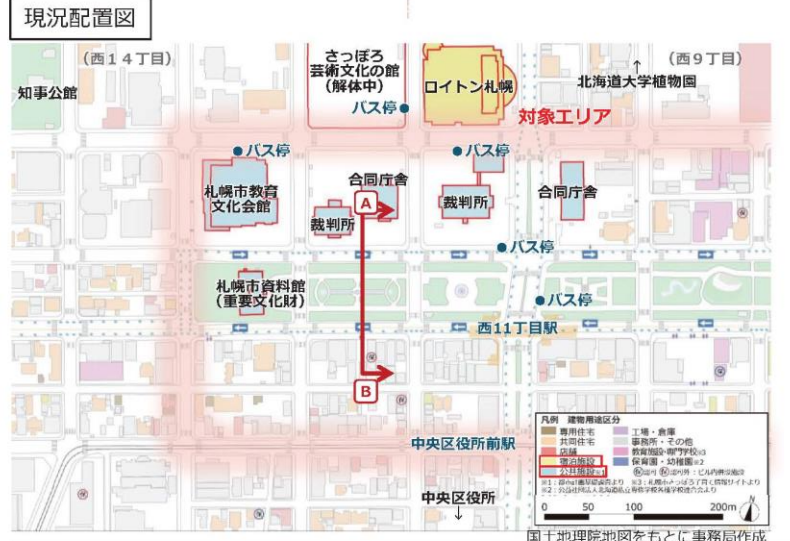 現況配置図
(西14丁目)
(西9丁目)
さっぽろ
芸術文化の館
(解体中)
ロイトン札幌
北海道大学植物園
知事公館
バス停
対象エリア
バス停
バス停
札幌市教育
文化会館
合同庁舎
A
裁判所
裁判所
合同庁舎
バス停
札幌市資料館
(重要文化財)
バス停
西11丁目駅
B
中央区役所前駅
中央区役所
凡例 建物用途区分
専用住宅
共同住宅
店舗
宿泊施設
公共施設※1
工場・倉庫
事務所・その他
教育施設・専門学校※3
保育園・幼稚園※2
0 50 100 200m
N
国土地理院地図をもとに事務局作成